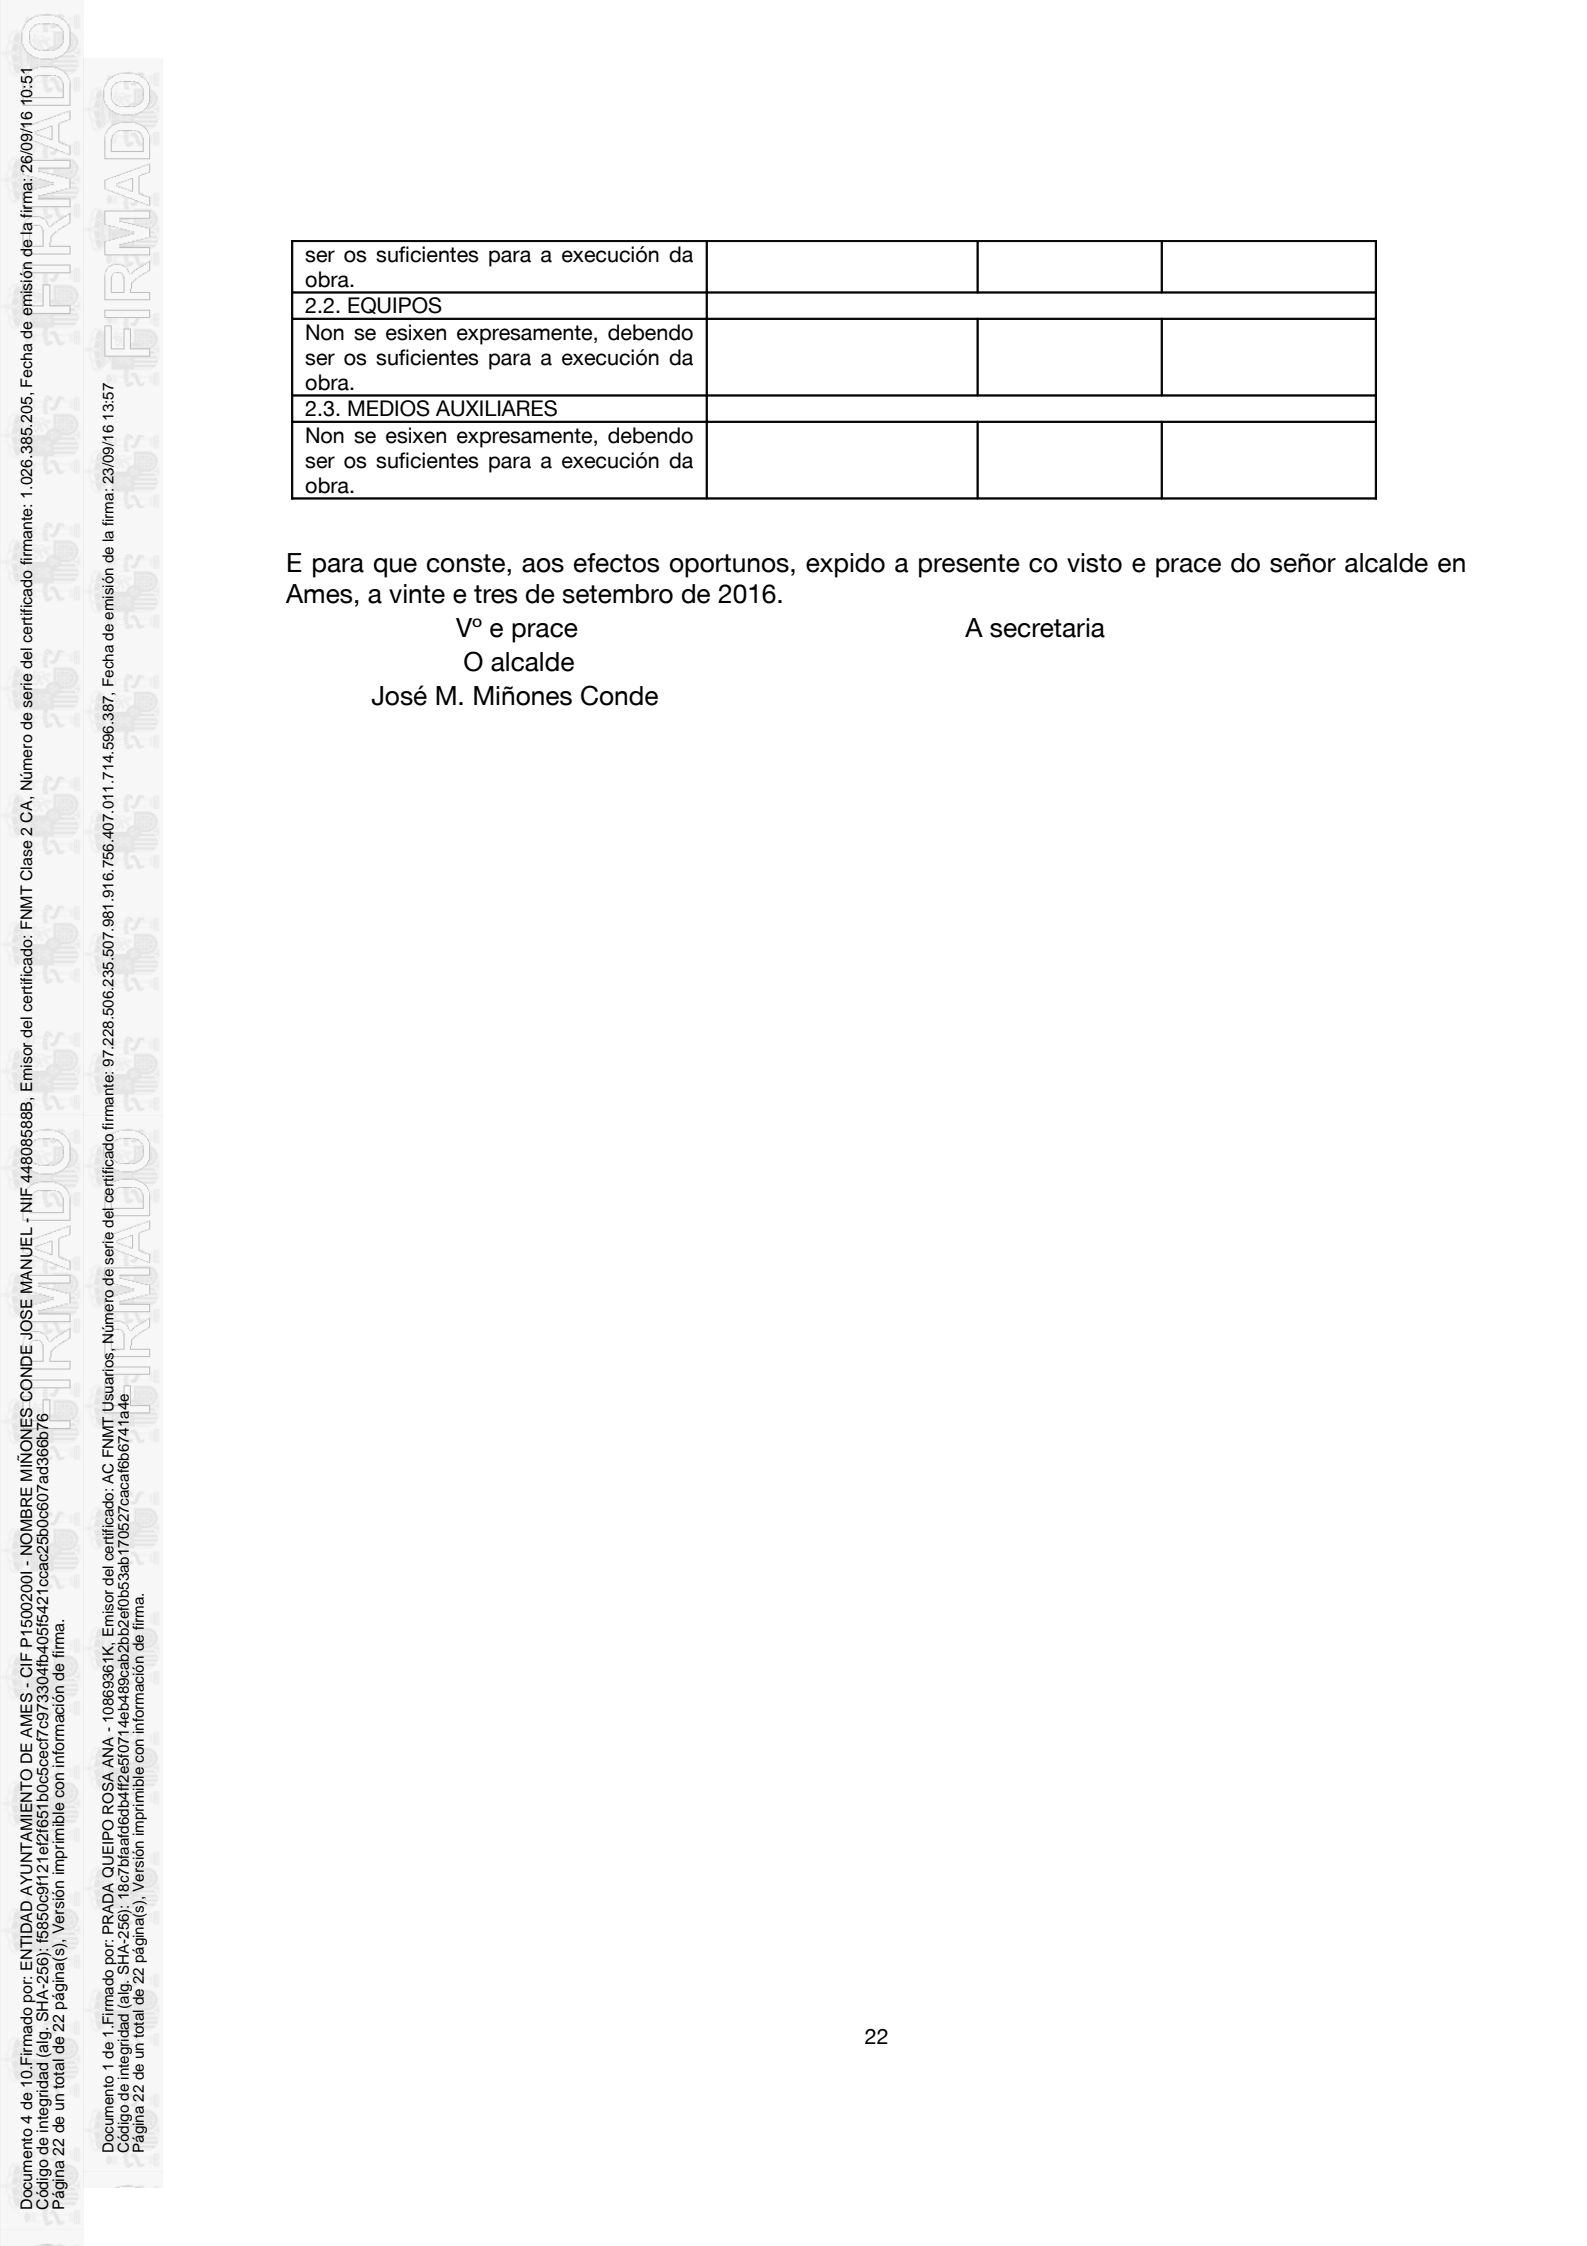 ser os suficientes para a execución da
obra.
2.2. EQUIPOS
Non se esixen expresamente, debendo
ser os suficientes para a execución da
obra.
2.3. MEDIOS AUXILIARES
Non se esixen expresamente, debendo
ser os suficientes para a execución da
obra.
E para que conste, aos efectos oportunos, expido a presente co visto e prace do señor alcalde en
Ames, a vinte e tres de setembro de 2016.
Vº e prace A secretaria
O alcalde
José M. Miñones Conde
22
Documento 4 de 10.Firmado por: ENTIDAD AYUNTAMIENTO DE AMES - CIF P1500200I - NOMBRE MIÑONES CONDE JOSE MANUEL - NIF 44808588B, Emisor del certificado: FNMT Clase 2 CA, Número de serie del certificado firmante: 1.026.385.205, Fecha de emisión de la firma: 26/09/16 10:51
Código de integridad (alg. SHA-256): f5850c9f121ef2f651b0c5cecf7c973304fb405f5421ccac25b0c607ad366b76
Página 22 de un total de 22 página(s), Versión imprimible con información de firma.
Documento 1 de 1.Firmado por: PRADA QUEIPO ROSA ANA - 10869361K, Emisor del certificado: AC FNMT Usuarios, Número de serie del certificado firmante: 97.228.506.235.507.981.916.756.407.011.714.596.387, Fecha de emisión de la firma: 23/09/16 13:57
Código de integridad (alg. SHA-256): 18c7bfaafd6db4ff2e5f0714eb489cab2bb2ef0b53ab170527cacaf6b6741a4e
Página 22 de un total de 22 página(s), Versión imprimible con información de firma.
FIRMADO
FIRMADO
FIRMADO
FIRMADO